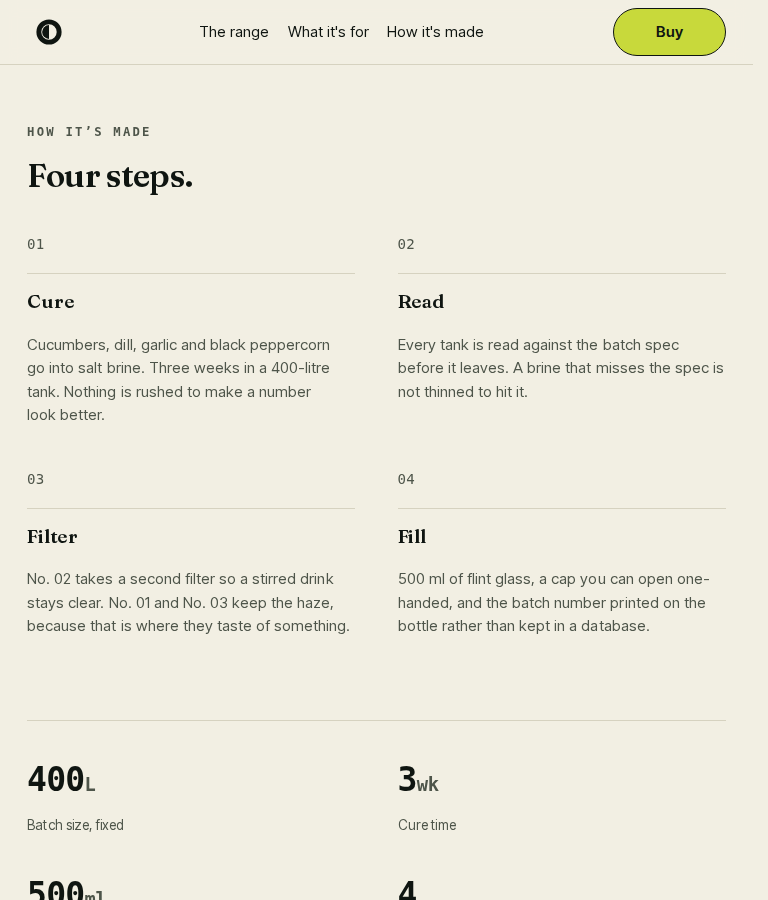 The range What it's for How it's made Buy
HOW IT’S MADE
Four steps.
01
Cure
Cucumbers, dill, garlic and black peppercorn
go into salt brine. Three weeks in a 400-litre
tank. Nothing is rushed to make a number
look better.
02
Read
Every tank is read against the batch spec
before it leaves. A brine that misses the spec is
not thinned to hit it.
03
Filter
No. 02 takes a second filter so a stirred drink
stays clear. No. 01 and No. 03 keep the haze,
because that is where they taste of something.
04
Fill
500 ml of flint glass, a cap you can open one-
handed, and the batch number printed on the
bottle rather than kept in a database.
400L
Batch size, fixed
3wk
Cure time
500ml
4